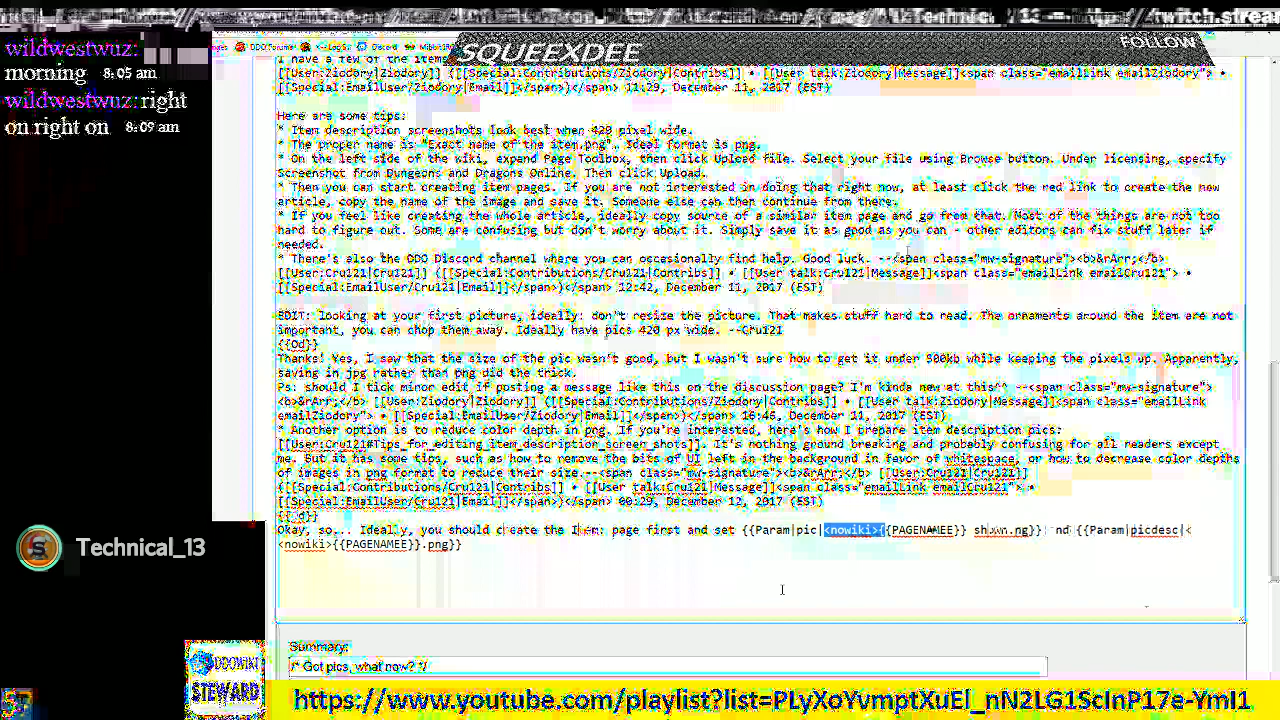 https://twitch.strea
DDO Forums
Discord
SQUEEXDEE
FOLLOW
wildwestwuz:
morning 8:05 am
wildwestwuz: right
on right on 8:09 am
I have a few of the items
[[User:Ziodory|Ziodory]] ([[Special:Contributions/Ziodory|Contribs]] • [[User talk:Ziodory|Message]]<span class="emailLink emailZiodory"> •
[[Special:EmailUser/Ziodory|Email]]</span>)</span> 11:29, December 11, 2017 (EST)
Here are some tips:
* Item description screenshots look best when 420 pixel wide.
* The proper name is "Exact name of the item.png". Ideal format is png.
* On the left side of the wiki, expand Page Toolbox, then click Upload file. Select your file using Browse button. Under licensing, specify
Screenshot from Dungeons and Dragons Online. Then click Upload.
* Then you can start creating item pages. If you are not interested in doing that right now, at least click the red link to create the new
article, copy the name of the image and save it. Someone else can then continue from there.
* If you feel like creating the whole article, ideally copy source of a similar item page and go from that. Most of the things are not too
hard to figure out. Some are confusing but don't worry about it. Simply save it as good as you can - other editors can fix stuff later if
needed.
* There's also the DDO Discord channel where you can occasionally find help. Good luck. --<span class="mw-signature"><b>&rArr;</b>
[[User:Cru121|Cru121]] ([[Special:Contributions/Cru121|Contribs]] • [[User talk:Cru121|Message]]<span class="emailLink emailCru121"> •
[[Special:EmailUser/Cru121|Email]]</span>)</span> 12:42, December 11, 2017 (EST)
EDIT: looking at your first picture, ideally: don't resize the picture. That makes stuff hard to read. The ornaments around the item are not
important, you can chop them away. Ideally have pics 420 px wide. --Cru121
{{Od}}
Thanks! Yes, I saw that the size of the pic wasn't good, but I wasn't sure how to get it under 900kb while keeping the pixels up. Apparently,
saving in jpg rather than png did the trick.
Ps: should I tick minor edit if posting a message like this on the discussion page? I'm kinda new at this^^ --<span class="mw-signature">
<b>&rArr;</b> [[User:Ziodory|Ziodory]] ([[Special:Contributions/Ziodory|Contribs]] • [[User talk:Ziodory|Message]]<span class="emailLink
emailZiodory"> • [[Special:EmailUser/Ziodory|Email]]</span>)</span> 16:46, December 11, 2017 (EST)
* Another option is to reduce color depth in png. If you're interested, here's how I prepare item description pics:
[[User:Cru121#Tips_for_editing_item_description_screen_shots]]. It's nothing ground breaking and probably confusing for all readers except
me. But it has some tips, such as how to remove the bits of UI left in the background in favor of whitespace, or how to decrease color depths
of images in png format to reduce their size.--<span class="mw-signature"><b>&rArr;</b> [[User:Cru121|Cru121]]
([[Special:Contributions/Cru121|Contribs]] • [[User talk:Cru121|Message]]<span class="emailLink emailCru121"> •
[[Special:EmailUser/Cru121|Email]]</span>)</span> 00:29, December 12, 2017 (EST)
Okay, so... Ideally, you should create the Item: page first and set {{Param|pic|<nowiki>{{PAGENAMEE}} shown.png}} and {{Param|picdesc|<
<nowiki>{{PAGENAMEE}}.png}}
Technical_13
DDOWIKI
STEWARD
Summary:
/* Got pics, what now? */
https://www.youtube.com/playlist?list=PLyXoYvmptXuEl_nN2LG1ScInP17e-YmI1